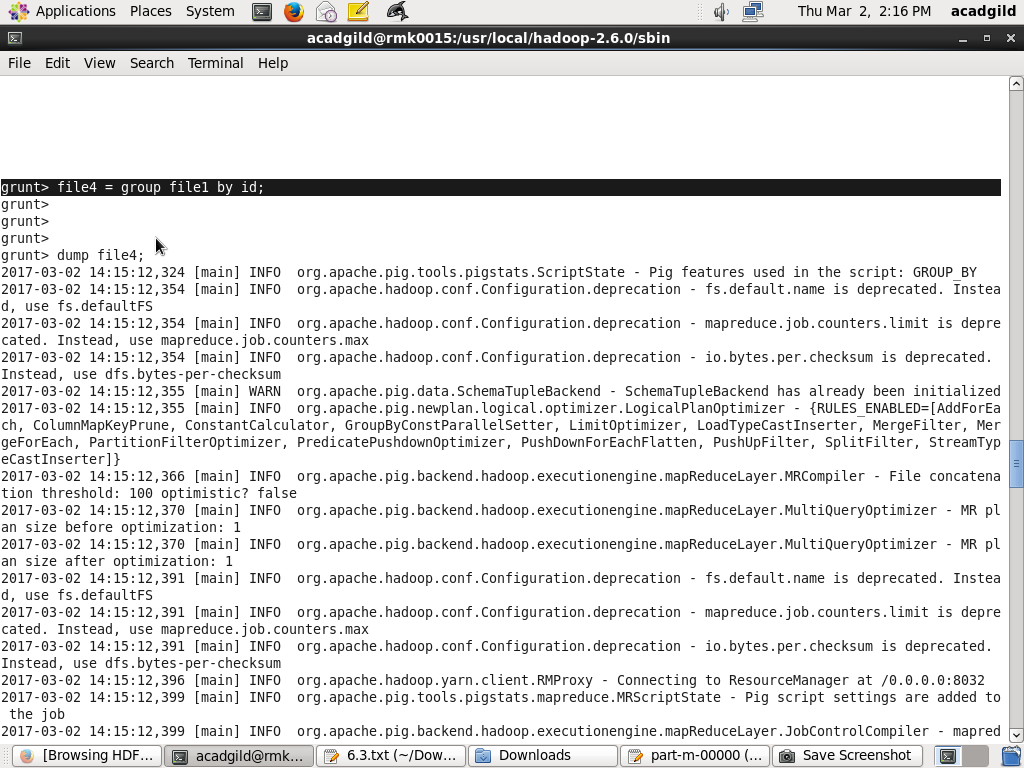 Applications Places System Thu Mar 2, 2:16 PM acadgild
acadgild@rmk0015:/usr/local/hadoop-2.6.0/sbin
File Edit View Search Terminal Help
grunt> file4 = group file1 by id;
grunt>
grunt>
grunt>
grunt> dump file4;
2017-03-02 14:15:12,324 [main] INFO  org.apache.pig.tools.pigstats.ScriptState - Pig features used in the script: GROUP_BY
2017-03-02 14:15:12,354 [main] INFO  org.apache.hadoop.conf.Configuration.deprecation - fs.default.name is deprecated. Instea
d, use fs.defaultFS
2017-03-02 14:15:12,354 [main] INFO  org.apache.hadoop.conf.Configuration.deprecation - mapreduce.job.counters.limit is depre
cated. Instead, use mapreduce.job.counters.max
2017-03-02 14:15:12,354 [main] INFO  org.apache.hadoop.conf.Configuration.deprecation - io.bytes.per.checksum is deprecated.
Instead, use dfs.bytes-per-checksum
2017-03-02 14:15:12,355 [main] WARN  org.apache.pig.data.SchemaTupleBackend - SchemaTupleBackend has already been initialized
2017-03-02 14:15:12,355 [main] INFO  org.apache.pig.newplan.logical.optimizer.LogicalPlanOptimizer - {RULES_ENABLED=[AddForEa
ch, ColumnMapKeyPrune, ConstantCalculator, GroupByConstParallelSetter, LimitOptimizer, LoadTypeCastInserter, MergeFilter, Mer
geForEach, PartitionFilterOptimizer, PredicatePushdownOptimizer, PushDownForEachFlatten, PushUpFilter, SplitFilter, StreamTyp
eCastInserter]}
2017-03-02 14:15:12,366 [main] INFO  org.apache.pig.backend.hadoop.executionengine.mapReduceLayer.MRCompiler - File concatena
tion threshold: 100 optimistic? false
2017-03-02 14:15:12,370 [main] INFO  org.apache.pig.backend.hadoop.executionengine.mapReduceLayer.MultiQueryOptimizer - MR pl
an size before optimization: 1
2017-03-02 14:15:12,370 [main] INFO  org.apache.pig.backend.hadoop.executionengine.mapReduceLayer.MultiQueryOptimizer - MR pl
an size after optimization: 1
2017-03-02 14:15:12,391 [main] INFO  org.apache.hadoop.conf.Configuration.deprecation - fs.default.name is deprecated. Instea
d, use fs.defaultFS
2017-03-02 14:15:12,391 [main] INFO  org.apache.hadoop.conf.Configuration.deprecation - mapreduce.job.counters.limit is depre
cated. Instead, use mapreduce.job.counters.max
2017-03-02 14:15:12,391 [main] INFO  org.apache.hadoop.conf.Configuration.deprecation - io.bytes.per.checksum is deprecated.
Instead, use dfs.bytes-per-checksum
2017-03-02 14:15:12,396 [main] INFO  org.apache.hadoop.yarn.client.RMProxy - Connecting to ResourceManager at /0.0.0.0:8032
2017-03-02 14:15:12,399 [main] INFO  org.apache.pig.tools.pigstats.mapreduce.MRScriptState - Pig script settings are added to
 the job
2017-03-02 14:15:12,399 [main] INFO  org.apache.pig.backend.hadoop.executionengine.mapReduceLayer.JobControlCompiler - mapred
[Browsing HDF... acadgild@rmk... 6.3.txt (~/Dow... Downloads part-m-00000 (... Save Screenshot